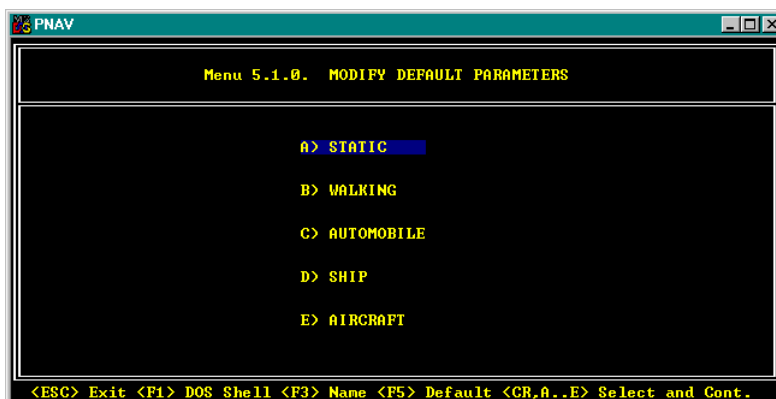 PNAV
Menu 5.1.0. MODIFY DEFAULT PARAMETERS
A) STATIC
B) WALKING
C) AUTOMOBILE
D) SHIP
E) AIRCRAFT
<ESC> Exit <F1> DOS Shell <F3> Name <F5> Default <CR,A..E> Select and Cont.